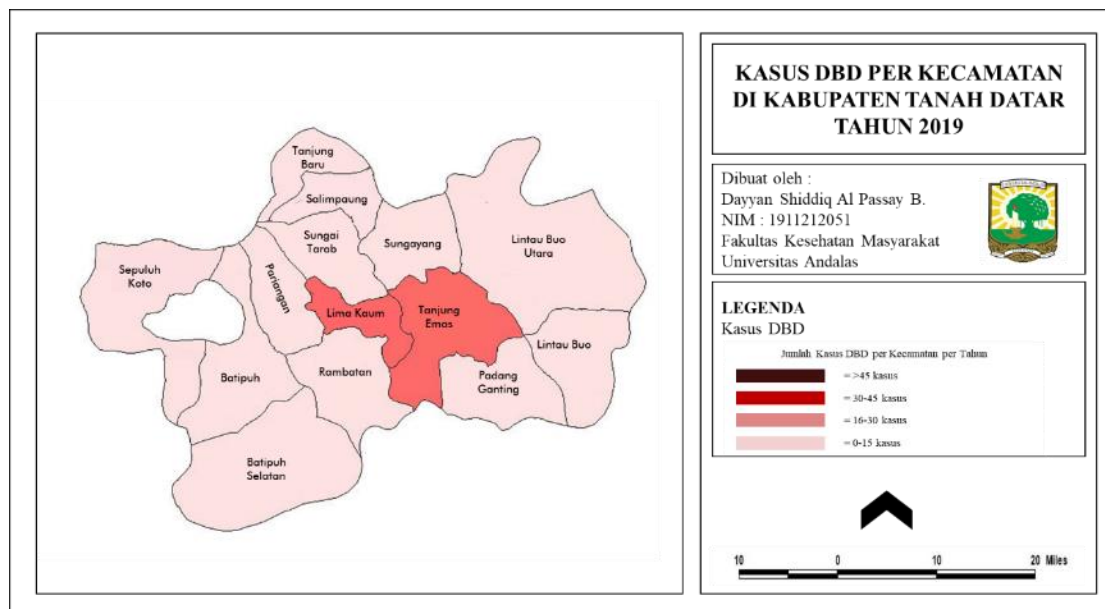 Tanjung
Baru
Salimpaung
Sungai
Tarab
Sungayang
Lintau Buo
Utara
Sepuluh
Koto
Pariangan
Lima Kaum
Tanjung
Emas
Lintau Buo
Batipuh
Rambatan
Padang
Ganting
Batipuh
Selatan
KASUS DBD PER KECAMATAN
DI KABUPATEN TANAH DATAR
TAHUN 2019
Dibuat oleh :
Dayyan Shiddiq Al Passay B.
NIM : 1911212051
Fakultas Kesehatan Masyarakat
Universitas Andalas
LEGENDA
Kasus DBD
Jumlah Kasus DBD per Kecamatan per Tahun
= >45 kasus
= 30-45 kasus
= 16-30 kasus
= 0-15 kasus
10 0 10 20 Miles